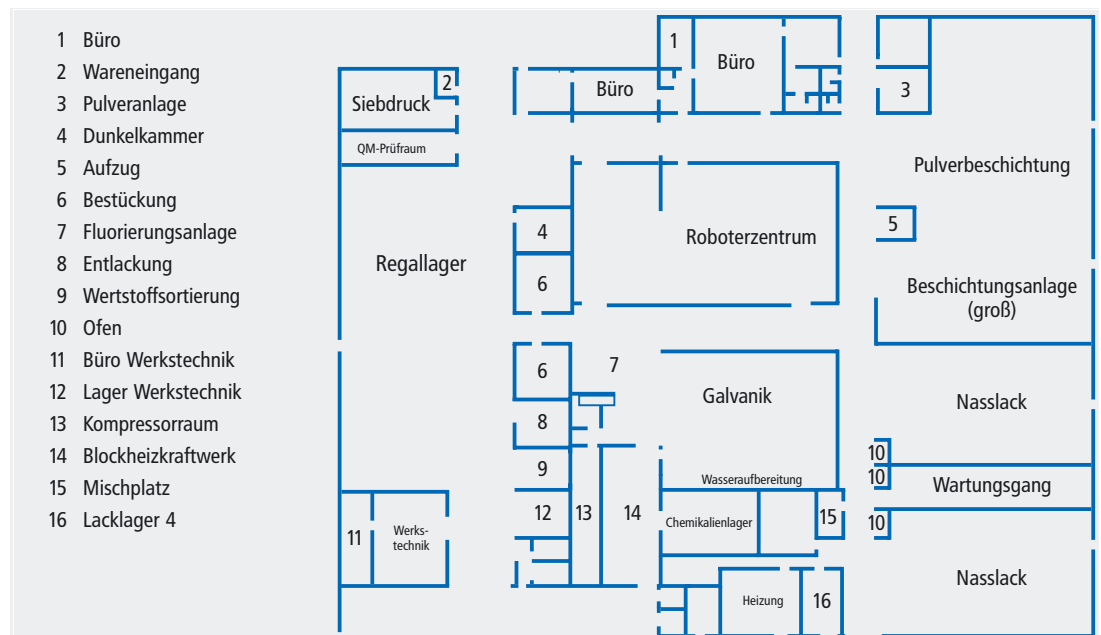 1 Büro
2 Wareneingang
3 Pulveranlage
4 Dunkelkammer
5 Aufzug
6 Bestückung
7 Fluorierungsanlage
8 Entlackung
9 Wertstoffsortierung
10 Ofen
11 Büro Werkstechnik
12 Lager Werkstechnik
13 Kompressorraum
14 Blockheizkraftwerk
15 Mischplatz
16 Lacklager 4
1
Büro
2
Siebdruck
Büro
3
QM-Prüfraum
Pulverbeschichtung
4
Roboterzentrum
5
Regallager
6
Beschichtungsanlage
(groß)
6
7
Galvanik
Nasslack
8
10
9
Wasseraufbereitung
10
Wartungsgang
12
13
14
Chemikalienlager
15
10
11
Werks-
technik
Nasslack
Heizung
16